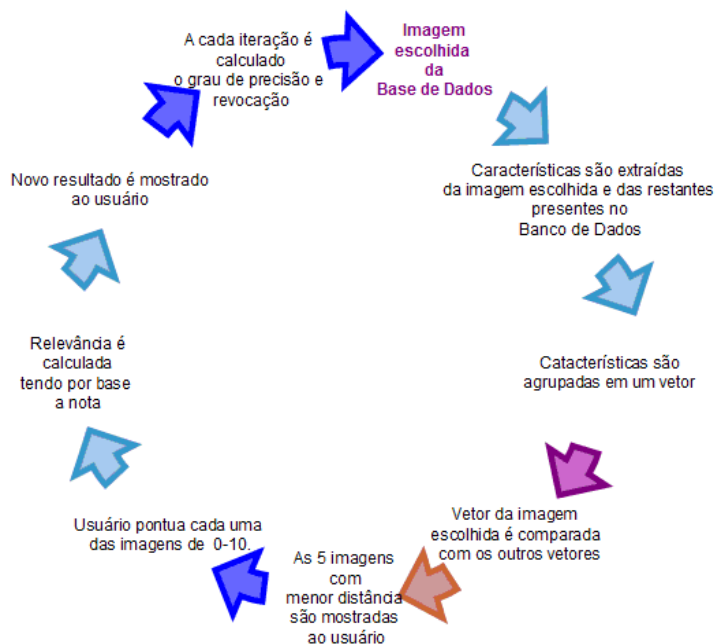 Imagem
escolhida
da
Base de Dados
Características são extraídas
da imagem escolhida e das restantes
presentes no
Banco de Dados
Catacterísticas são
agrupadas em um vetor
Vetor da imagem
escolhida é comparada
com os outros vetores
As 5 imagens
com
menor distância
são mostradas
ao usuário
Usuário pontua cada uma
das imagens de 0-10.
Relevância é
calculada
tendo por base
a nota
Novo resultado é mostrado
ao usuário
A cada iteração é
calculado
o grau de precisão e
revocação